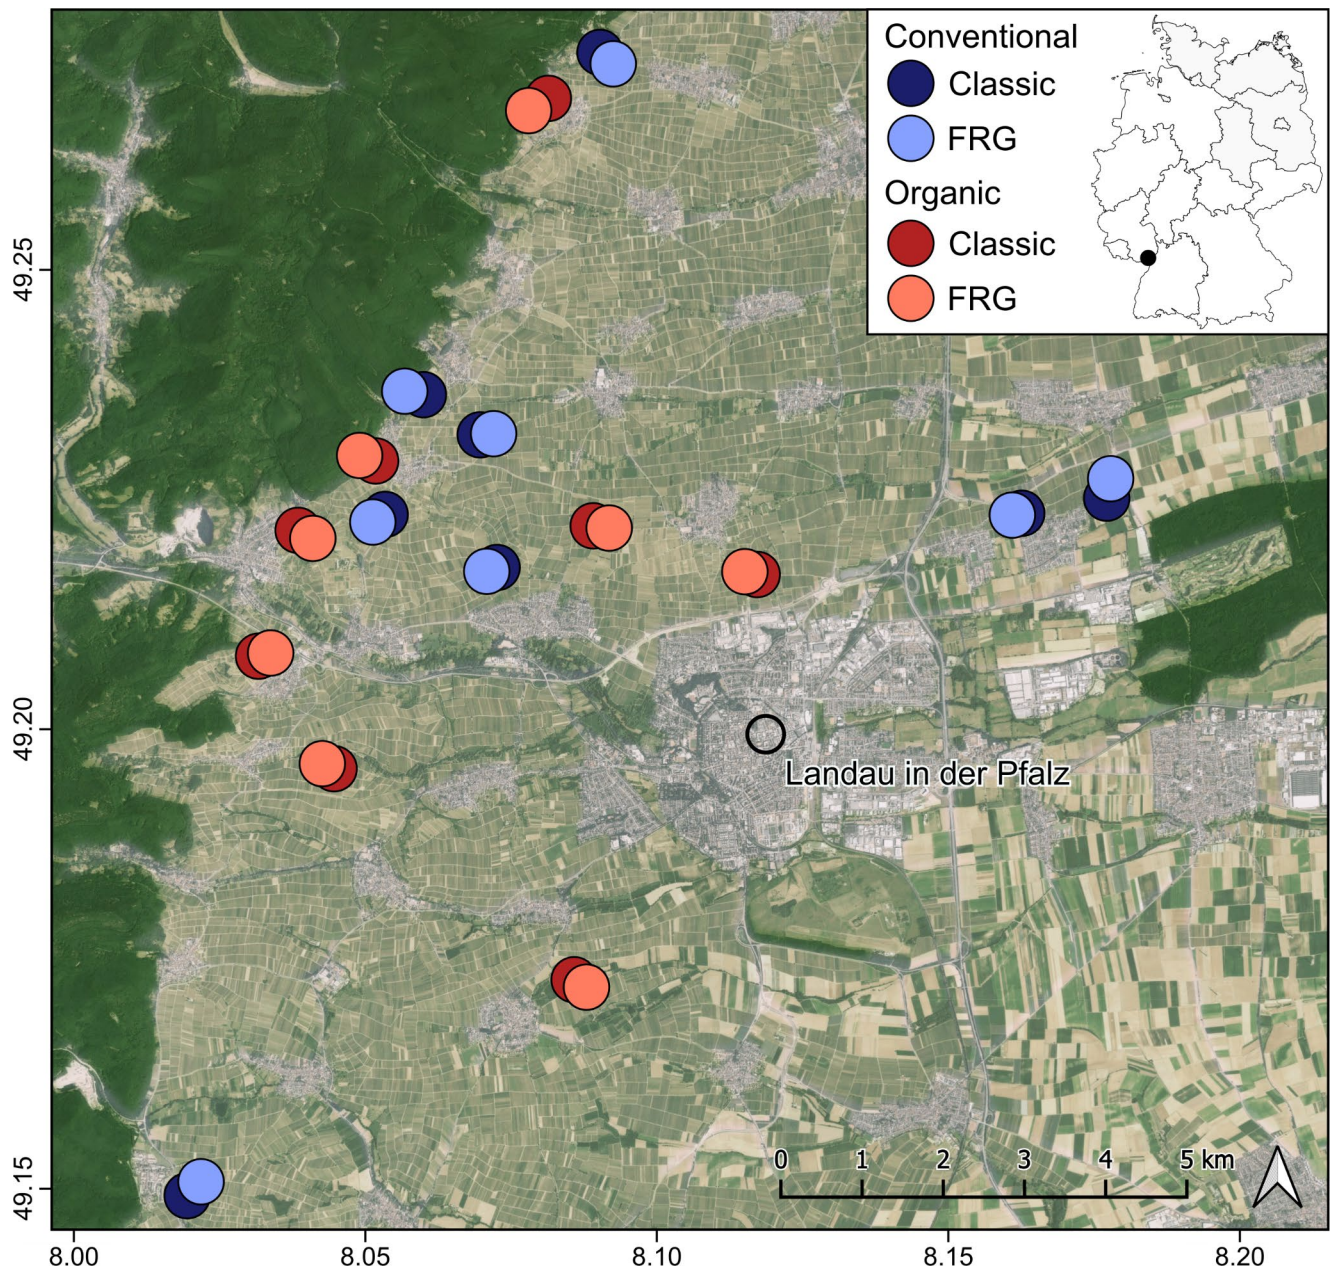 Conventional
Classic
FRG
Organic
Classic
FRG
49.25
49.20
49.15
Landau in der Pfalz
0 1 2 3 4 5 km
8.00 8.05 8.10 8.15 8.20